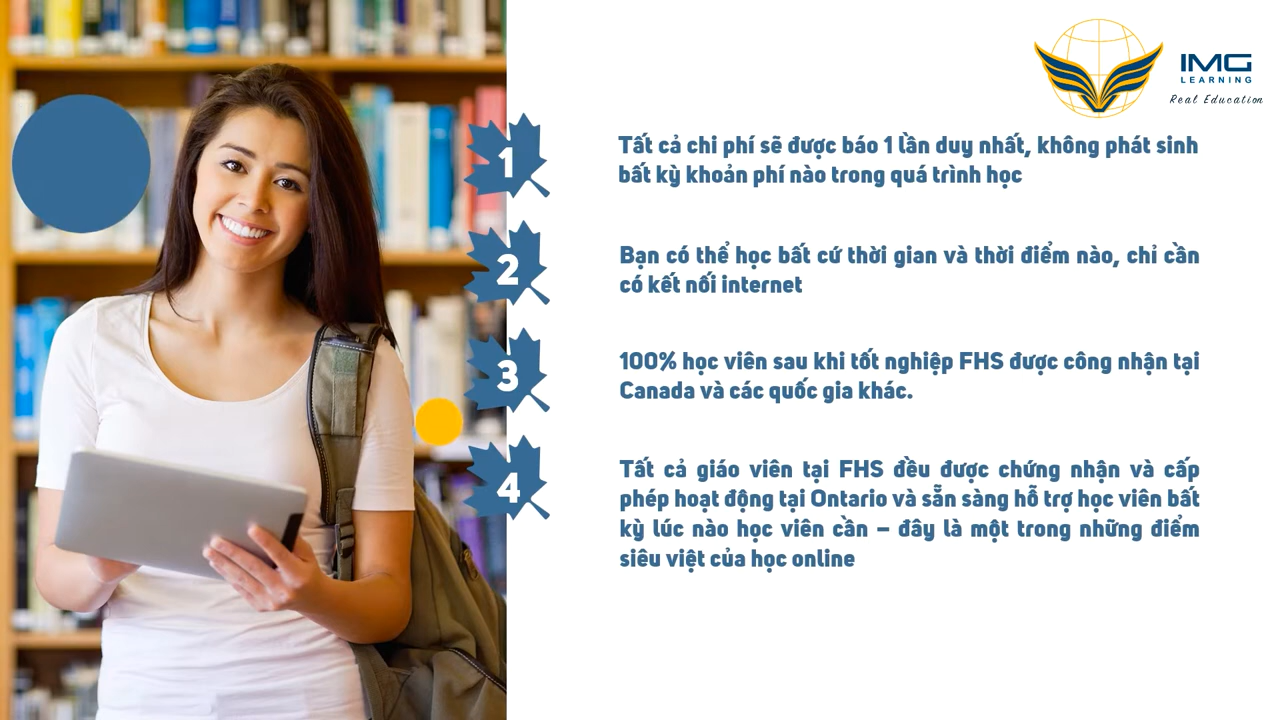 IMG
LEARNING
Real Education
1
Tất cả chi phí sẽ được báo 1 lần duy nhất, không phát sinh
bất kỳ khoản phí nào trong quá trình học
2
Bạn có thể học bất cứ thời gian và thời điểm nào, chỉ cần
có kết nối internet
3
100% học viên sau khi tốt nghiệp FHS được công nhận tại
Canada và các quốc gia khác.
4
Tất cả giáo viên tại FHS đều được chứng nhận và cấp
phép hoạt động tại Ontario và sẵn sàng hỗ trợ học viên bất
kỳ lúc nào học viên cần – đây là một trong những điểm
siêu việt của học online